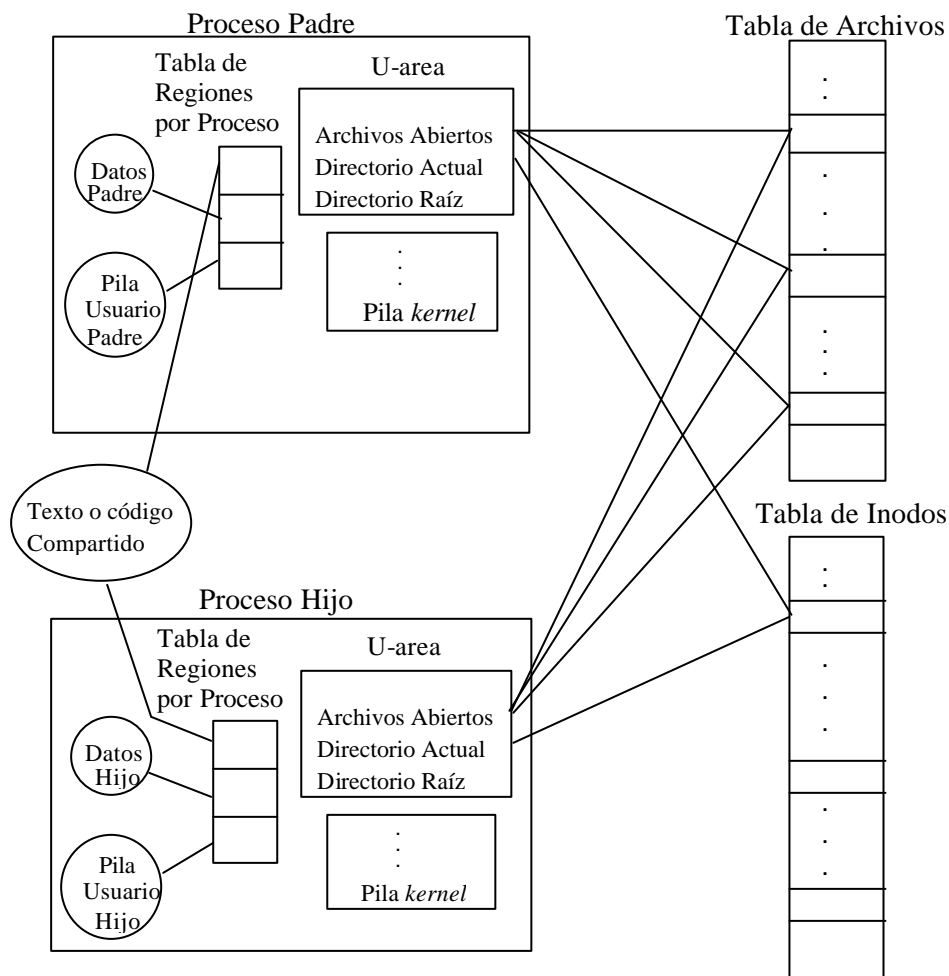 Proceso Padre
Tabla de
Regiones
por Proceso
U-area
Archivos Abiertos
Directorio Actual
Directorio Raíz
Datos
Padre
Pila
Usuario
Padre
Pila kernel
Tabla de Archivos
Texto o código
Compartido
Tabla de Inodos
Proceso Hijo
Tabla de
Regiones
por Proceso
U-area
Archivos Abiertos
Directorio Actual
Directorio Raíz
Datos
Hijo
Pila
Usuario
Hijo
Pila kernel